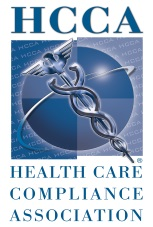 HCCA
®
HEALTH CARE
COMPLIANCE
ASSOCIATION